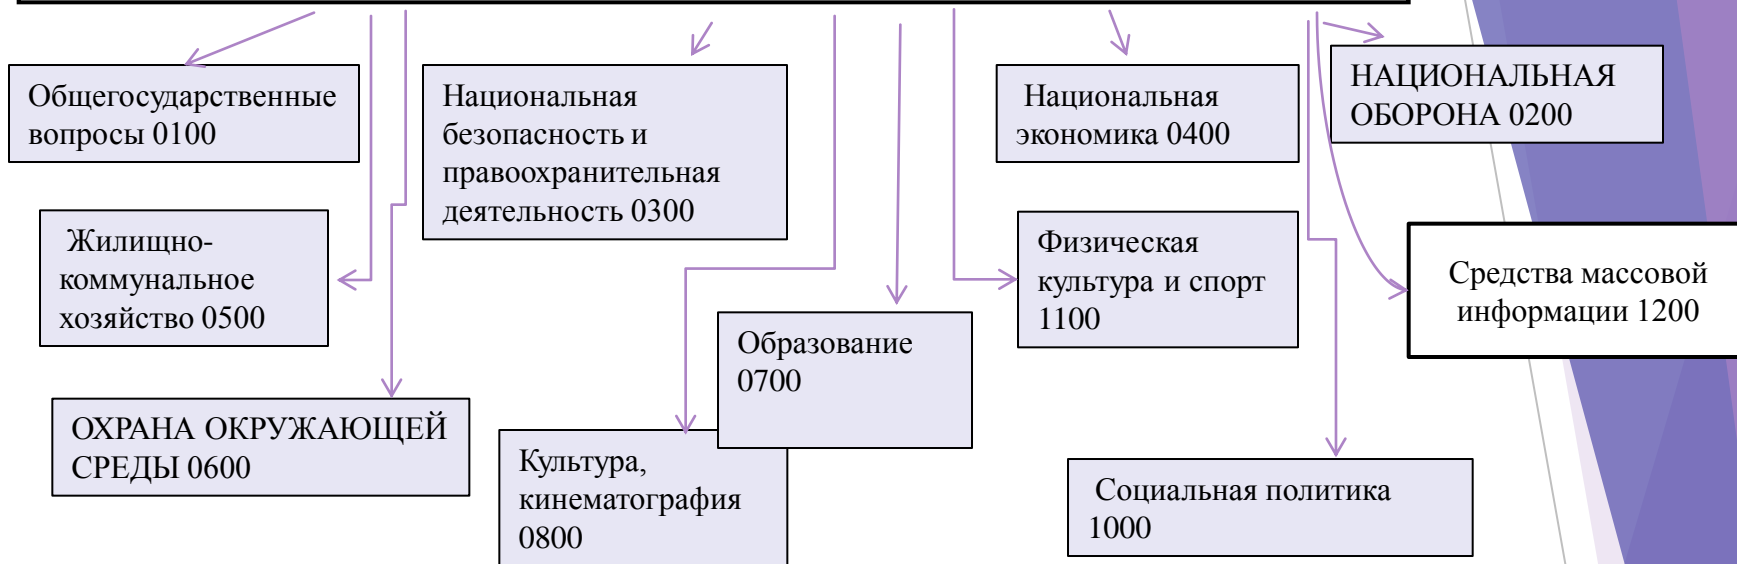 Общегосударственные
вопросы 0100
Национальная
безопасность и
правоохранительная
деятельность 0300
Национальная
экономика 0400
НАЦИОНАЛЬНАЯ
ОБОРОНА 0200
Жилищно-
коммунальное
хозяйство 0500
Физическая
культура и спорт
1100
Средства массовой
информации 1200
Образование
0700
ОХРАНА ОКРУЖАЮЩЕЙ
СРЕДЫ 0600
Культура,
кинематография
0800
Социальная политика
1000